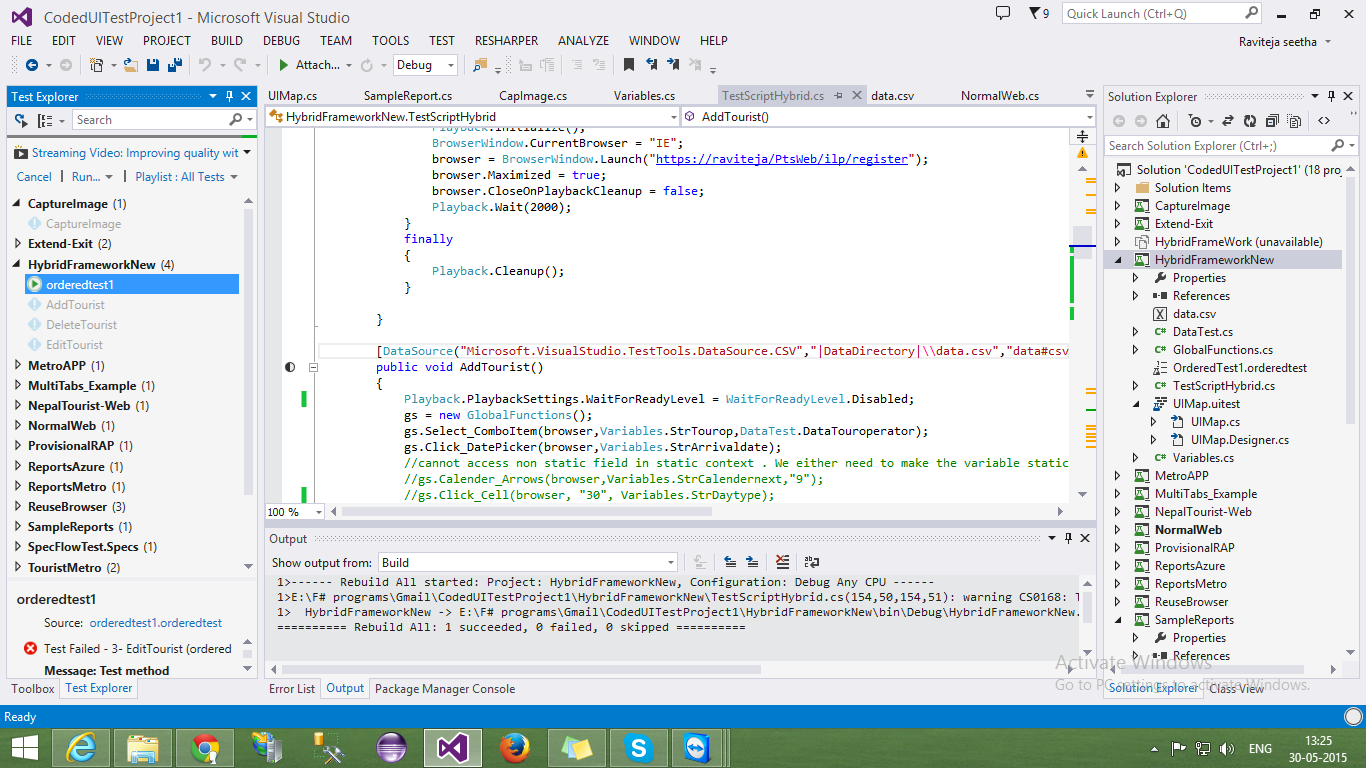 CodedUITestProject1 - Microsoft Visual Studio
9
Quick Launch (Ctrl+Q)
FILE EDIT VIEW PROJECT BUILD DEBUG TEAM TOOLS TEST RESHARPER ANALYZE WINDOW HELP
Raviteja seetha
Attach...
Debug
Test Explorer
Search
Streaming Video: Improving quality wit
Cancel Run... Playlist : All Tests
CaptureImage (1)
CaptureImage
Extend-Exit (2)
HybridFrameworkNew (4)
orderedtest1
AddTourist
DeleteTourist
EditTourist
MetroAPP (1)
MultiTabs_Example (1)
NepalTourist-Web (1)
NormalWeb (1)
ProvisionalRAP (1)
ReportsAzure (1)
ReportsMetro (1)
ReuseBrowser (3)
SampleReports (1)
SpecFlowTest.Specs (1)
TouristMetro (2)
orderedtest1
Source: orderedtest1.orderedtest
Test Failed - 3- EditTourist (ordered
Message: Test method
Toolbox Test Explorer
UIMap.cs SampleReport.cs CapImage.cs Variables.cs TestScriptHybrid.cs data.csv NormalWeb.cs
HybridFrameworkNew.TestScriptHybrid
AddTourist()
Playback.Initialize();
BrowserWindow.CurrentBrowser = "IE";
browser = BrowserWindow.Launch("https://raviteja/PtsWeb/ilp/register");
browser.Maximized = true;
browser.CloseOnPlaybackCleanup = false;
Playback.Wait(2000);
}
finally
{
Playback.Cleanup();
}
}
[DataSource("Microsoft.VisualStudio.TestTools.DataSource.CSV","|DataDirectory|\\data.csv","data#csv
public void AddTourist()
{
Playback.PlaybackSettings.WaitForReadyLevel = WaitForReadyLevel.Disabled;
gs = new GlobalFunctions();
gs.Select_ComboItem(browser,Variables.StrTourop,DataTest.DataTouroperator);
gs.Click_DatePicker(browser,Variables.StrArrivaldate);
//cannot access non static field in static context . We either need to make the variable static
//gs.Calender_Arrows(browser,Variables.StrCalendernext,"9");
//gs.Click_Cell(browser, "30", Variables.StrDaytype);
100 %
Output
Show output from: Build
1>------ Rebuild All started: Project: HybridFrameworkNew, Configuration: Debug Any CPU ------
1>E:\F# programs\Gmail\CodedUITestProject1\HybridFrameworkNew\TestScriptHybrid.cs(154,50,154,51): warning CS0168: T
1> HybridFrameworkNew -> E:\F# programs\Gmail\CodedUITestProject1\HybridFrameworkNew\bin\Debug\HybridFrameworkNew.
========== Rebuild All: 1 succeeded, 0 failed, 0 skipped ==========
Error List Output Package Manager Console
Solution Explorer
Search Solution Explorer (Ctrl+;)
Solution 'CodedUITestProject1' (18 proj
Solution Items
CaptureImage
Extend-Exit
HybridFrameWork (unavailable)
HybridFrameworkNew
Properties
References
data.csv
DataTest.cs
GlobalFunctions.cs
OrderedTest1.orderedtest
TestScriptHybrid.cs
UIMap.uitest
UIMap.cs
UIMap.Designer.cs
Variables.cs
MetroAPP
MultiTabs_Example
NepalTourist-Web
NormalWeb
ProvisionalRAP
ReportsAzure
ReportsMetro
ReuseBrowser
SampleReports
Properties
References
Activate Windows
Go to PC settings to activate Windows.
Solution Explorer Class View
Ready
ENG
13:25
30-05-2015